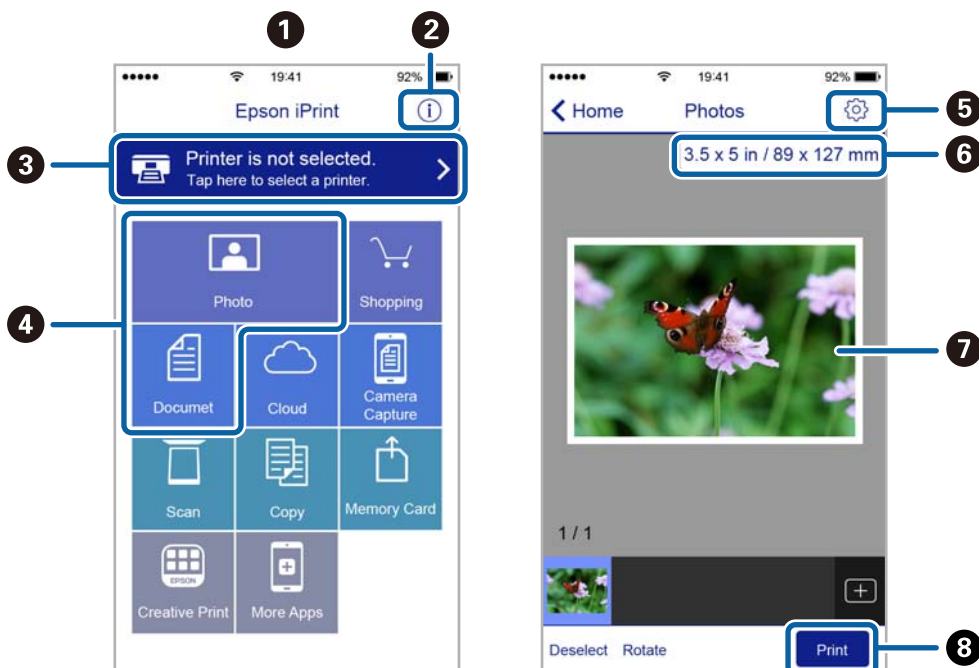 1
2
19:41
92%
Epson iPrint
i
3
Printer is not selected.
Tap here to select a printer.
4
Photo
Shopping
Documet
Cloud
Camera
Capture
Scan
Copy
Memory Card
EPSON
Creative Print
More Apps
19:41
92%
Home
Photos
5
3.5 x 5 in / 89 x 127 mm
6
7
1 / 1
Deselect
Rotate
Print
8